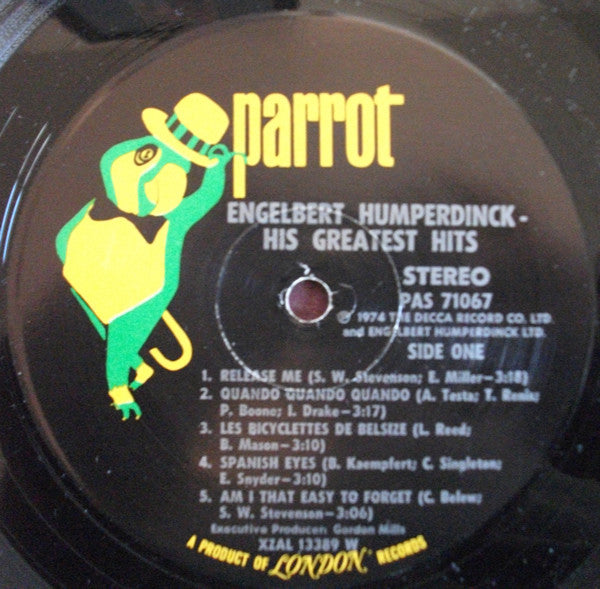 parrot
ENGELBERT HUMPERDINCK -
HIS GREATEST HITS
STEREO
PAS 71067
Ⓟ 1974 THE DECCA RECORD CO. LTD.
and ENGELBERT HUMPERDINCK LTD.
SIDE ONE
1. RELEASE ME (S. W. Stevenson; E. Miller—3:18)
2. QUANDO QUANDO QUANDO (A. Testa; T. Renis;
P. Boone; I. Drake—3:17)
3. LES BICYCLETTES DE BELSIZE (L. Reed;
B. Mason—3:10)
4. SPANISH EYES (B. Kaempfert; C. Singleton;
E. Snyder—3:10)
5. AM I THAT EASY TO FORGET (C. Belew;
S. W. Stevenson—3:06)
Executive Producer: Gordon Mills
XZAL 13389 W
A PRODUCT OF LONDON® RECORDS